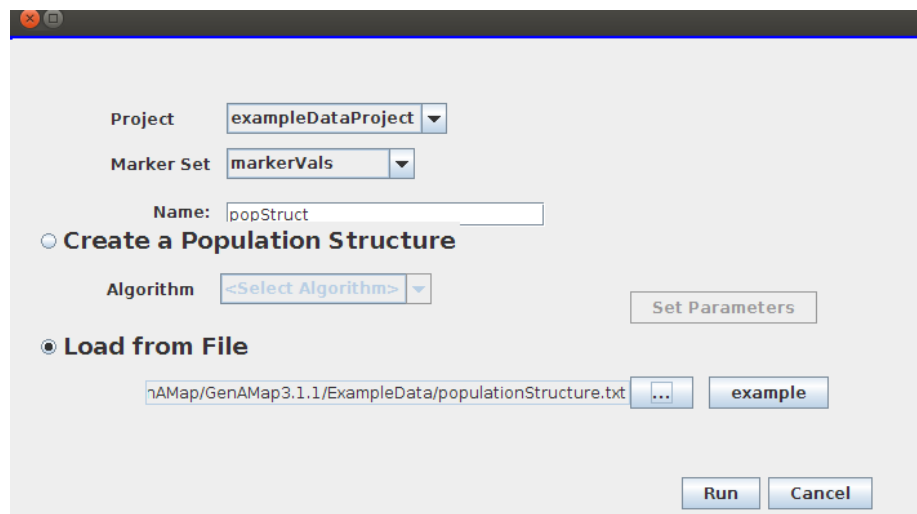 Project exampleDataProject
Marker Set markerVals
Name: popStruct
Create a Population Structure
Algorithm <Select Algorithm>
Set Parameters
Load from File
nAMap/GenAMap3.1.1/ExampleData/populationStructure.txt ... example
Run Cancel